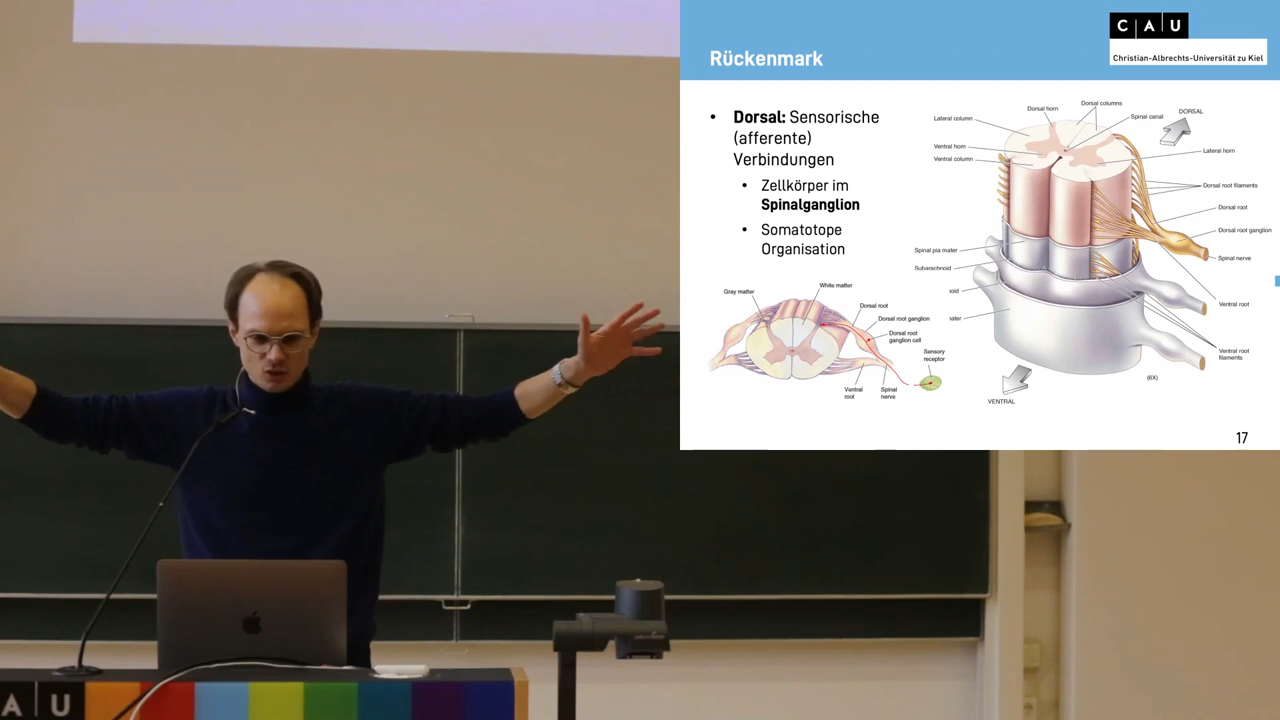 C A U
Christian-Albrechts-Universität zu Kiel
Rückenmark
• Dorsal: Sensorische
(afferente)
Verbindungen
• Zellkörper im
Spinalganglion
• Somatotope
Organisation
Dorsal horn
Dorsal columns
Lateral column
Spinal canal
DORSAL
Ventral horn
Ventral column
Lateral horn
Dorsal root filaments
Dorsal root
Dorsal root ganglion
Spinal pia mater
Spinal nerve
Subarachnoid
oid
Ventral root
ater
Ventral root
filaments
(6X)
VENTRAL
Gray matter
White matter
Dorsal root
Dorsal root ganglion
Dorsal root
ganglion cell
Sensory
receptor
Ventral
root
Spinal
nerve
17
A U